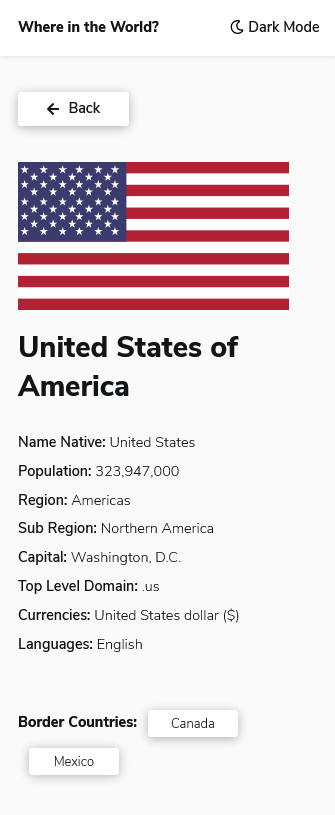 Where in the World?
Dark Mode
Back
United States of
America
Name Native: United States
Population: 323,947,000
Region: Americas
Sub Region: Northern America
Capital: Washington, D.C.
Top Level Domain: .us
Currencies: United States dollar ($)
Languages: English
Border Countries: Canada
Mexico